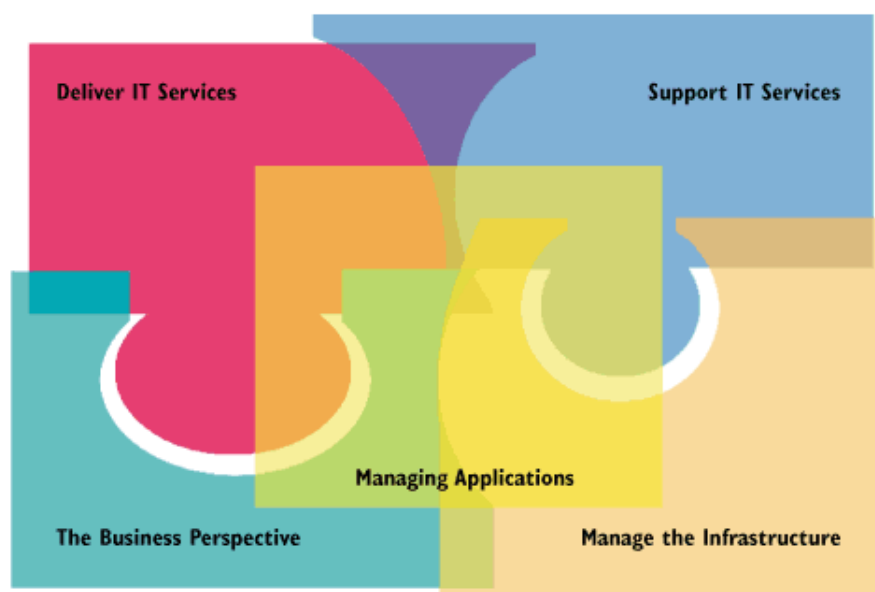 Deliver IT Services
Support IT Services
Managing Applications
The Business Perspective
Manage the Infrastructure